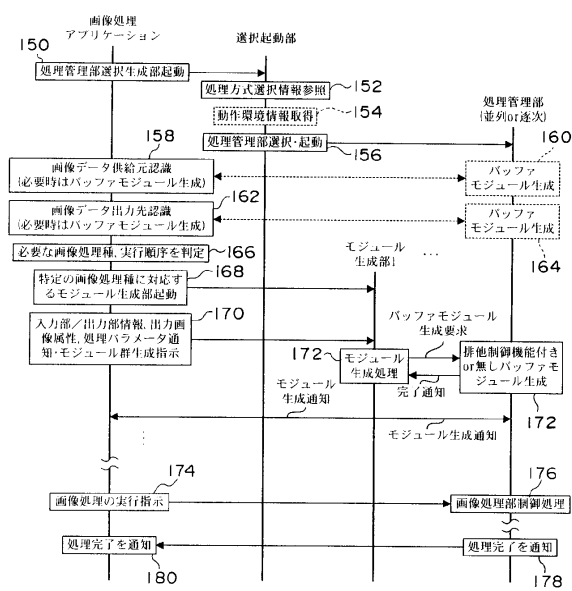 画像処理
アプリケーション
選択起動部
150
処理管理部選択生成部起動
処理方式選択情報参照
152
動作環境情報取得
154
処理管理部
(並列or逐次)
158
処理管理部選択・起動
156
160
画像データ供給元認識
(必要時はバッファモジュール生成)
バッファ
モジュール生成
162
画像データ出力先認識
(必要時はバッファモジュール生成)
バッファ
モジュール生成
164
必要な画像処理種、実行順序を判定
166
モジュール
生成部1
...
168
特定の画像処理種に対応す
るモジュール生成部起動
170
入力部/出力部情報、出力画
像属性、処理パラメータ通
知・モジュール群生成指示
バッファモジュール
生成要求
172
モジュール
生成処理
排他制御機能付き
or無しバッファモ
ジュール生成
完了通知
172
モジュール
生成通知
モジュール生成通知
174
画像処理の実行指示
176
画像処理部制御処理
処理完了を通知
180
処理完了を通知
178